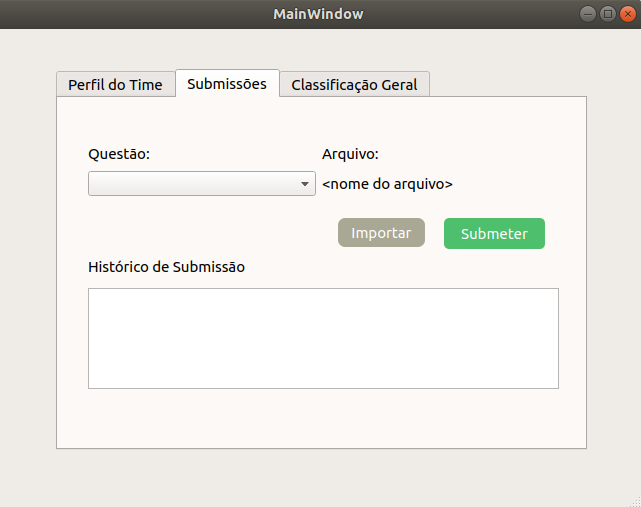 MainWindow
Perfil do Time
Submissões
Classificação Geral
Questão:
Arquivo:
<nome do arquivo>
Importar
Submeter
Histórico de Submissão